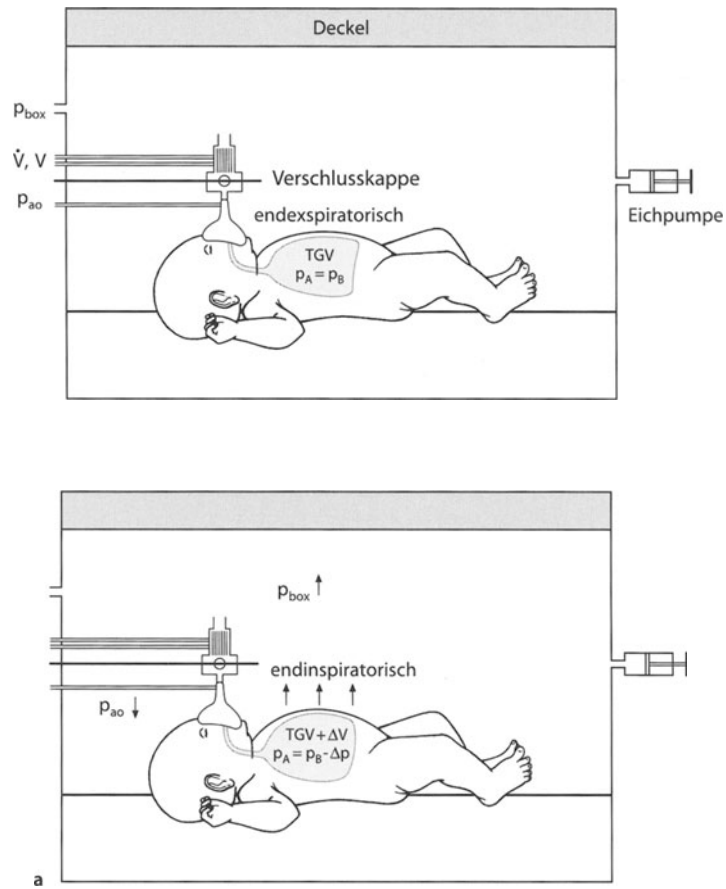 Deckel
p_box
V̇, V
Verschlusskappe
p_ao
Eichpumpe
endexspiratorisch
TGV
p_A = p_B
p_box ↑
endinspiratorisch
p_ao ↓
TGV + ΔV
p_A = p_B - Δp
a